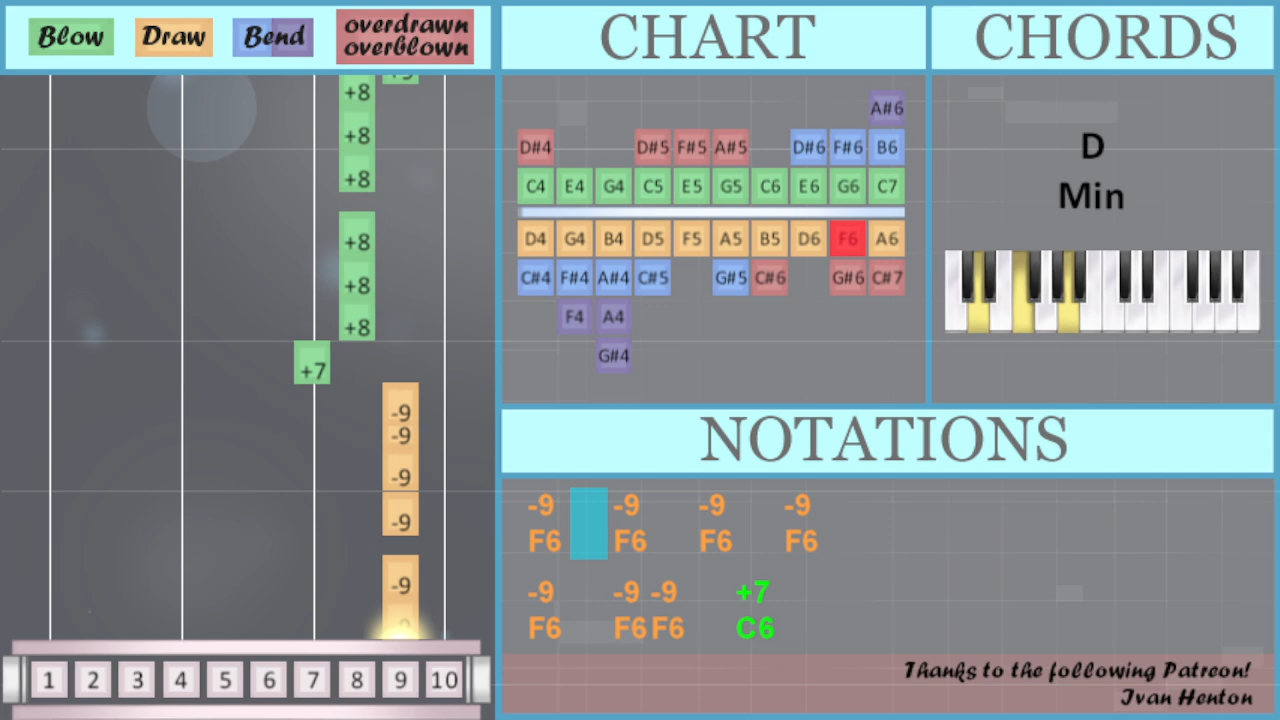 Blow Draw Bend overdrawn
overblown
CHART
CHORDS
+8
+8
+8
+8
+8
+8
+7
-9
-9
-9
-9
-9
1 2 3 4 5 6 7 8 9 10
A#6
D#4 D#5 F#5 A#5 D#6 F#6 B6
C4 E4 G4 C5 E5 G5 C6 E6 G6 C7
D4 G4 B4 D5 F5 A5 B5 D6 F6 A6
C#4 F#4 A#4 C#5 G#5 C#6 G#6 C#7
F4 A4
G#4
D
Min
NOTATIONS
-9 -9 -9 -9
F6 F6 F6 F6
-9 -9 -9 +7
F6 F6 F6 C6
Thanks to the following Patreon!
Ivan Henton